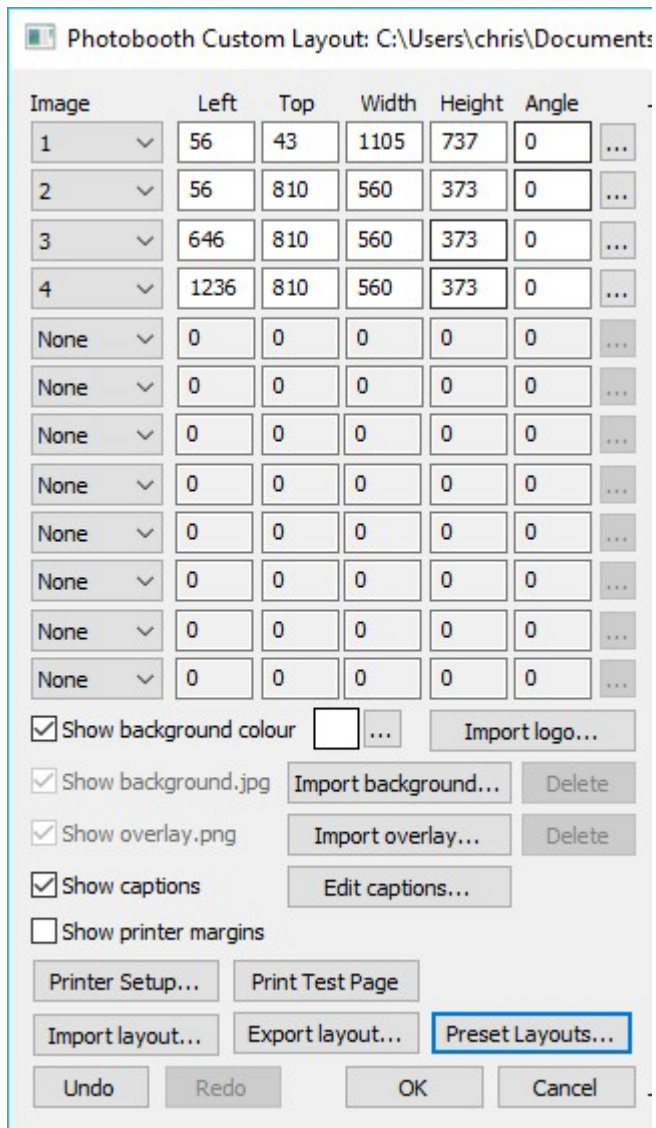 Photobooth Custom Layout: C:\Users\chris\Documents
Image Left Top Width Height Angle
1 56 43 1105 737 0 ...
2 56 810 560 373 0 ...
3 646 810 560 373 0 ...
4 1236 810 560 373 0 ...
None 0 0 0 0 0 ...
None 0 0 0 0 0 ...
None 0 0 0 0 0 ...
None 0 0 0 0 0 ...
None 0 0 0 0 0 ...
None 0 0 0 0 0 ...
None 0 0 0 0 0 ...
None 0 0 0 0 0 ...
Show background colour ... Import logo...
Show background.jpg Import background... Delete
Show overlay.png Import overlay... Delete
Show captions Edit captions...
Show printer margins
Printer Setup... Print Test Page
Import layout... Export layout... Preset Layouts...
Undo Redo OK Cancel